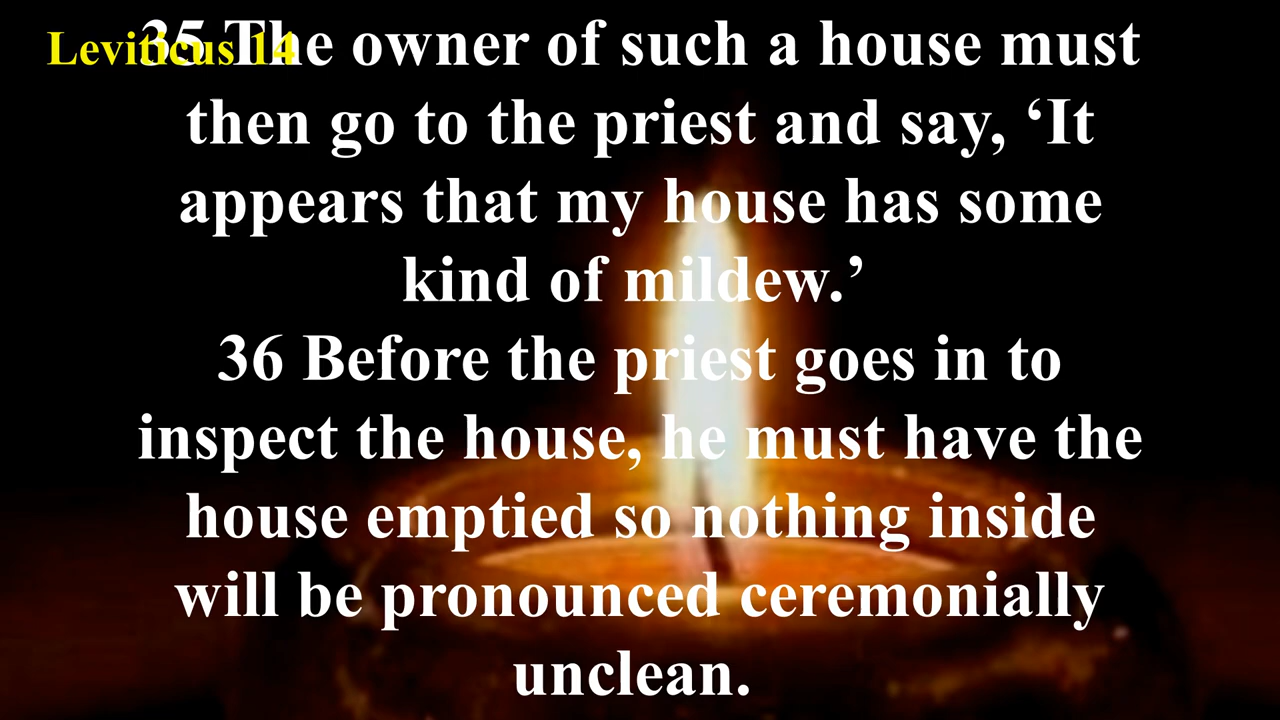 Leviticus 14
35 The owner of such a house must
then go to the priest and say, ‘It
appears that my house has some
kind of mildew.’
36 Before the priest goes in to
inspect the house, he must have the
house emptied so nothing inside
will be pronounced ceremonially
unclean.